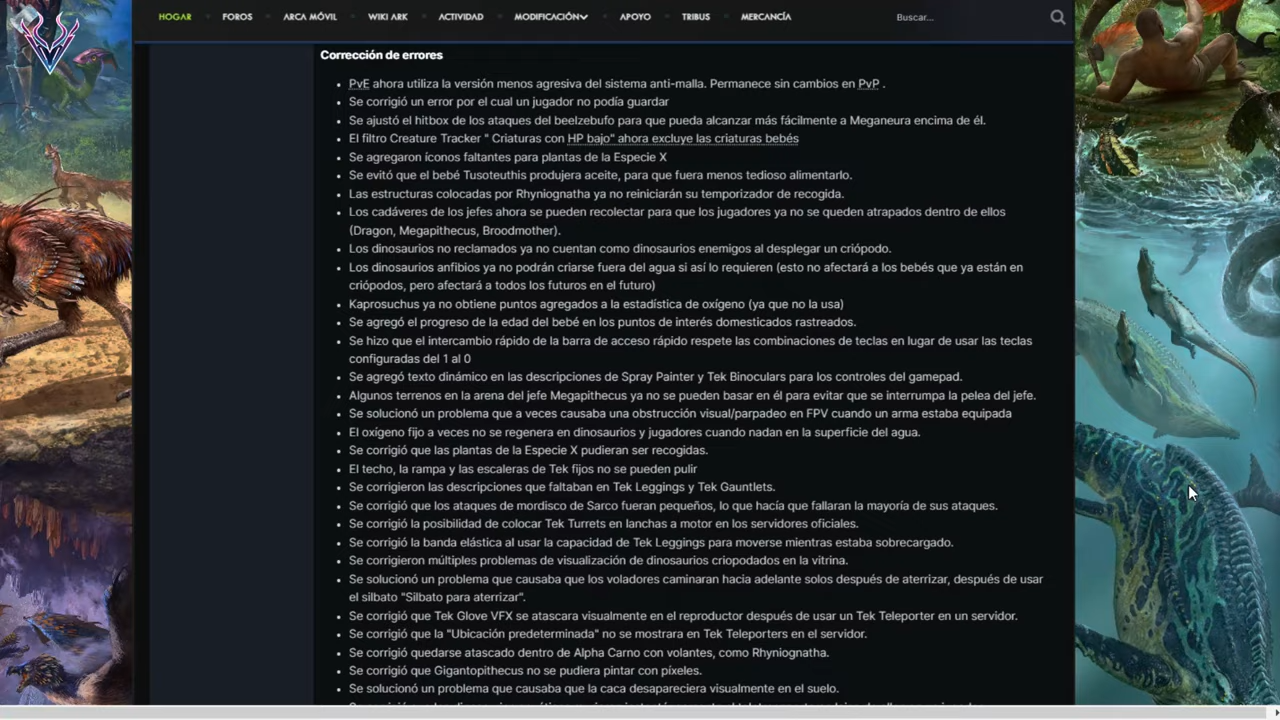 HOGAR
FOROS
ARCA MÓVIL
WIKI ARK
ACTIVIDAD
MODIFICACIÓN
APOYO
TRIBUS
MERCANCÍA
Buscar...
Corrección de errores
PvE ahora utiliza la versión menos agresiva del sistema anti-malla. Permanece sin cambios en PvP .
Se corrigió un error por el cual un jugador no podía guardar
Se ajustó el hitbox de los ataques del beelzebufo para que pueda alcanzar más fácilmente a Meganeura encima de él.
El filtro Creature Tracker " Criaturas con HP bajo" ahora excluye las criaturas bebés
Se agregaron íconos faltantes para plantas de la Especie X
Se evitó que el bebé Tusoteuthis produjera aceite, para que fuera menos tedioso alimentarlo.
Las estructuras colocadas por Rhyniognatha ya no reiniciarán su temporizador de recogida.
Los cadáveres de los jefes ahora se pueden recolectar para que los jugadores ya no se queden atrapados dentro de ellos
(Dragon, Megapithecus, Broodmother).
Los dinosaurios no reclamados ya no cuentan como dinosaurios enemigos al desplegar un criópodo.
Los dinosaurios anfibios ya no podrán criarse fuera del agua si así lo requieren (esto no afectará a los bebés que ya están en
criópodos, pero afectará a todos los futuros en el futuro)
Kaprosuchus ya no obtiene puntos agregados a la estadística de oxígeno (ya que no la usa)
Se agregó el progreso de la edad del bebé en los puntos de interés domesticados rastreados.
Se hizo que el intercambio rápido de la barra de acceso rápido respete las combinaciones de teclas en lugar de usar las teclas
configuradas del 1 al 0
Se agregó texto dinámico en las descripciones de Spray Painter y Tek Binoculars para los controles del gamepad.
Algunos terrenos en la arena del jefe Megapithecus ya no se pueden basar en él para evitar que se interrumpa la pelea del jefe.
Se solucionó un problema que a veces causaba una obstrucción visual/parpadeo en FPV cuando un arma estaba equipada
El oxígeno fijo a veces no se regenera en dinosaurios y jugadores cuando nadan en la superficie del agua.
Se corrigió que las plantas de la Especie X pudieran ser recogidas.
El techo, la rampa y las escaleras de Tek fijos no se pueden pulir
Se corrigieron las descripciones que faltaban en Tek Leggings y Tek Gauntlets.
Se corrigió que los ataques de mordisco de Sarco fueran pequeños, lo que hacía que fallaran la mayoría de sus ataques.
Se corrigió la posibilidad de colocar Tek Turrets en lanchas a motor en los servidores oficiales.
Se corrigió la banda elástica al usar la capacidad de Tek Leggings para moverse mientras estaba sobrecargado.
Se corrigieron múltiples problemas de visualización de dinosaurios criopodados en la vitrina.
Se solucionó un problema que causaba que los voladores caminaran hacia adelante solos después de aterrizar, después de usar
el silbato "Silbato para aterrizar".
Se corrigió que Tek Glove VFX se atascara visualmente en el reproductor después de usar un Tek Teleporter en un servidor.
Se corrigió que la "Ubicación predeterminada" no se mostrara en Tek Teleporters en el servidor.
Se corrigió quedarse atascado dentro de Alpha Carno con volantes, como Rhyniognatha.
Se corrigió que Gigantopithecus no se pudiera pintar con píxeles.
Se solucionó un problema que causaba que la caca desapareciera visualmente en el suelo.